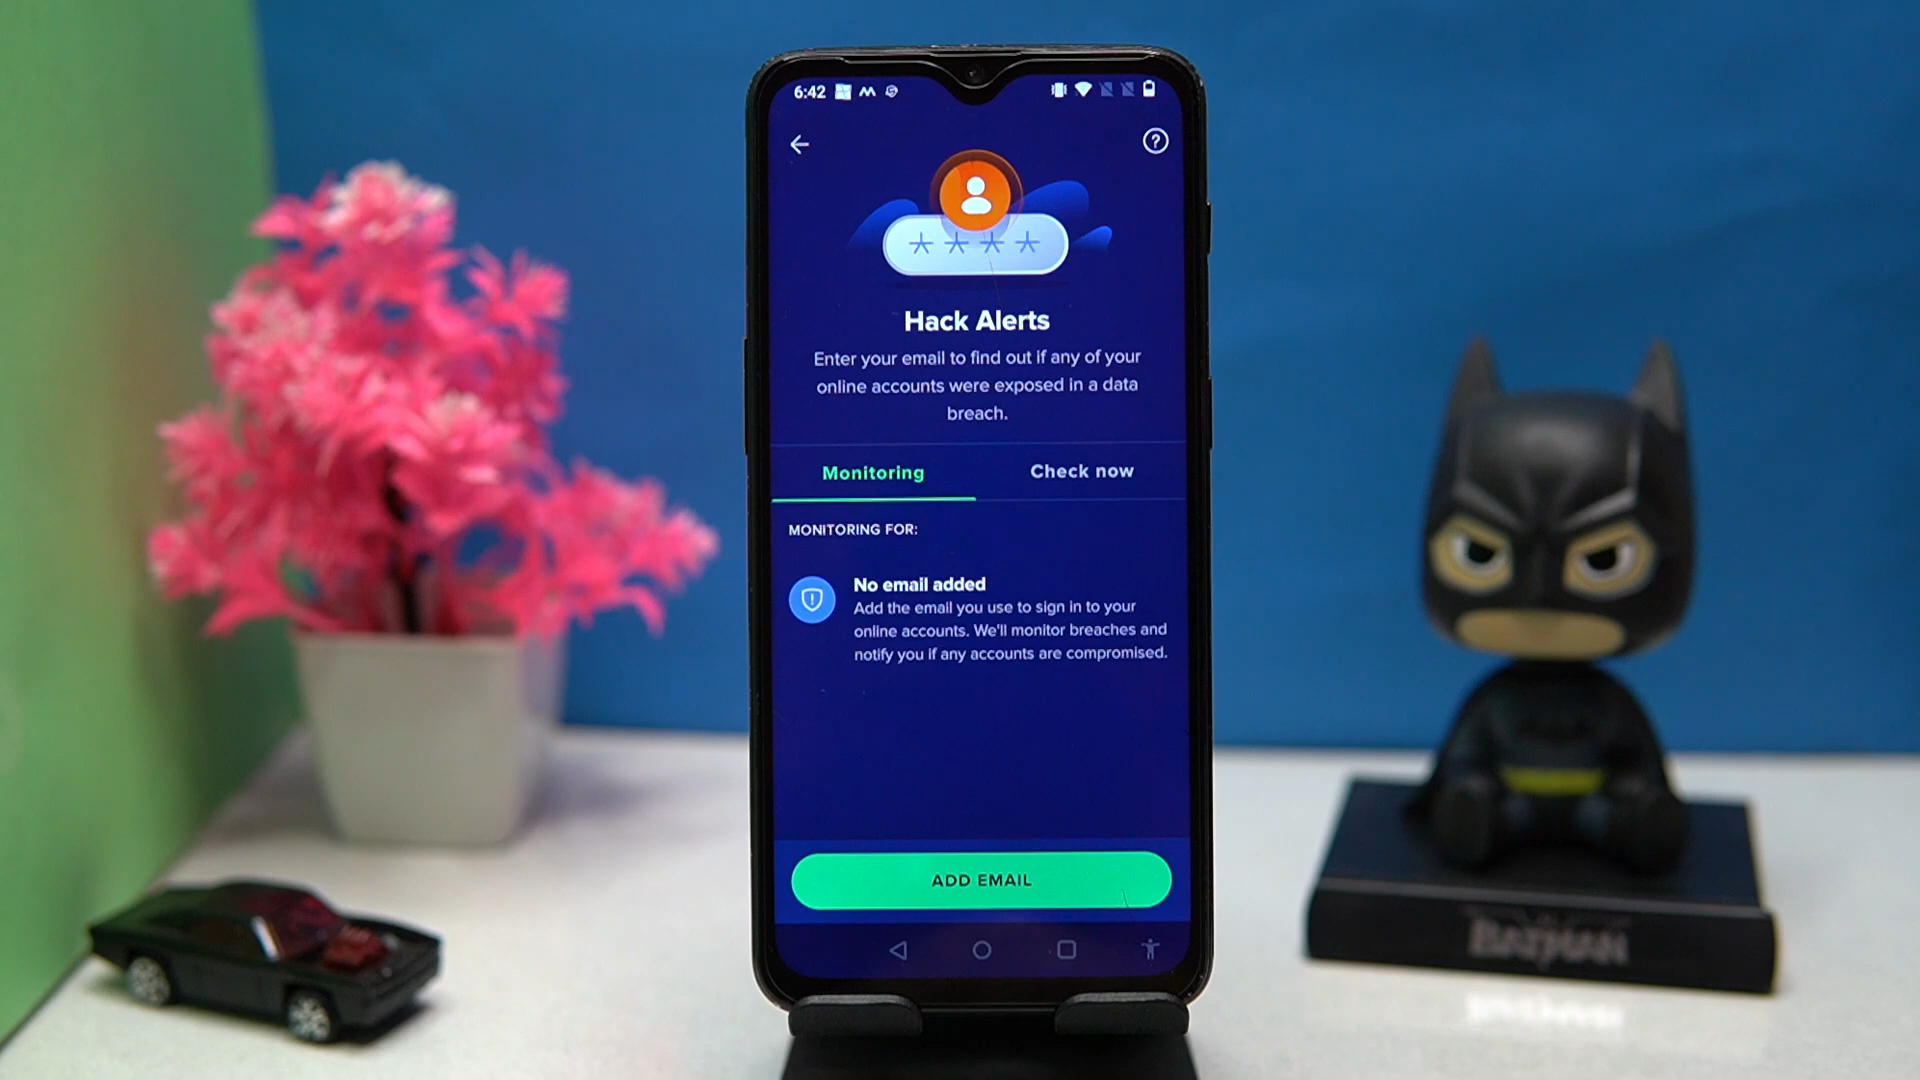 6:42
* * * *
Hack Alerts
Enter your email to find out if any of your
online accounts were exposed in a data
breach.
Monitoring
Check now
MONITORING FOR:
No email added
Add the email you use to sign in to your
online accounts. We'll monitor breaches and
notify you if any accounts are compromised.
ADD EMAIL
BATMAN